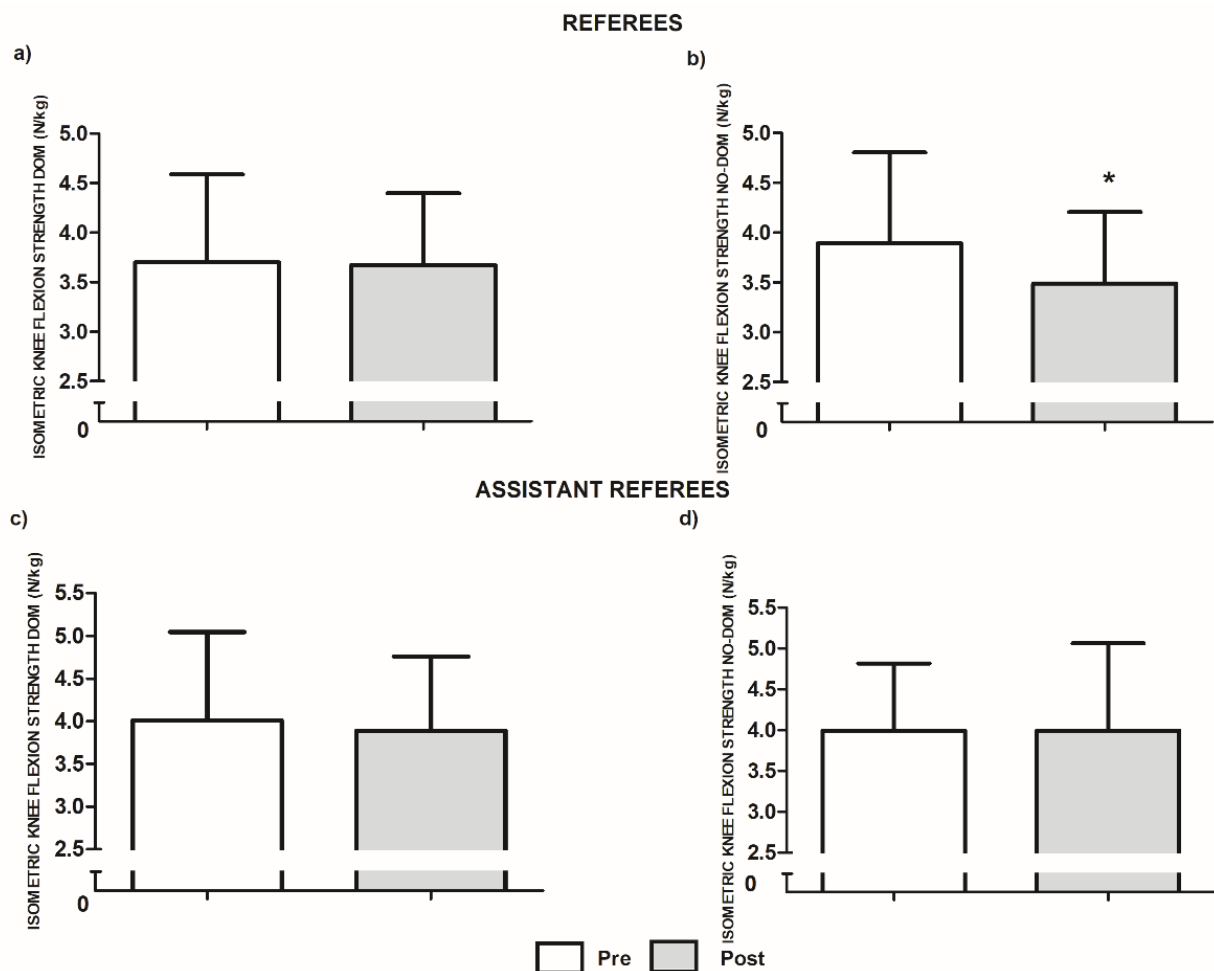 REFEREES
a)
ISOMETRIC KNEE FLEXION STRENGTH DOM (N/kg)
5.0
4.5
4.0
3.5
3.0
2.5
0
b)
ISOMETRIC KNEE FLEXION STRENGTH NO-DOM (N/kg)
5.0
4.5
4.0
3.5
3.0
2.5
0
*
ASSISTANT REFEREES
c)
ISOMETRIC KNEE FLEXION STRENGTH DOM (N/kg)
5.5
5.0
4.5
4.0
3.5
3.0
2.5
0
d)
ISOMETRIC KNEE FLEXION STRENGTH NO-DOM (N/kg)
5.5
5.0
4.5
4.0
3.5
3.0
2.5
0
Pre Post